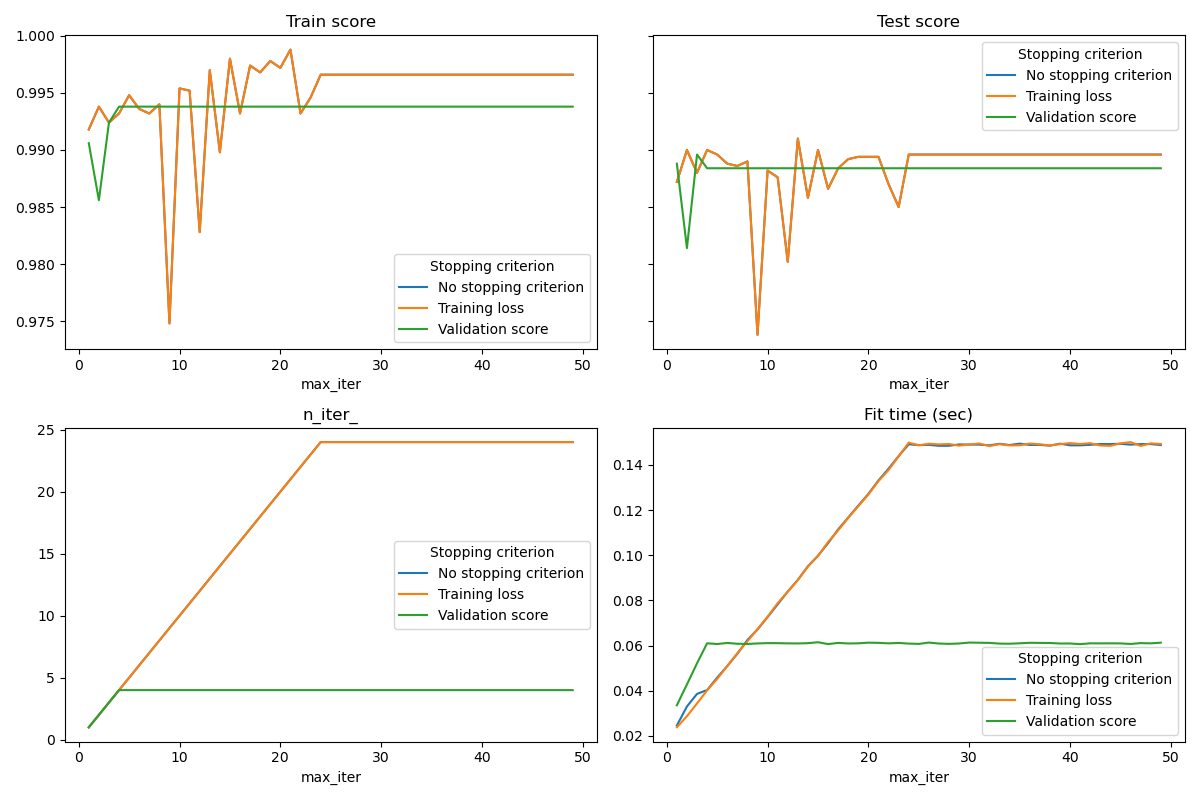 Train score
1.000
0.995
0.990
0.985
0.980
0.975
Stopping criterion
No stopping criterion
Training loss
Validation score
0 10 20 30 40 50
max_iter
Test score
Stopping criterion
No stopping criterion
Training loss
Validation score
0 10 20 30 40 50
max_iter
n_iter_
25
20
15
10
5
0
Stopping criterion
No stopping criterion
Training loss
Validation score
0 10 20 30 40 50
max_iter
Fit time (sec)
0.14
0.12
0.10
0.08
0.06
0.04
0.02
Stopping criterion
No stopping criterion
Training loss
Validation score
0 10 20 30 40 50
max_iter